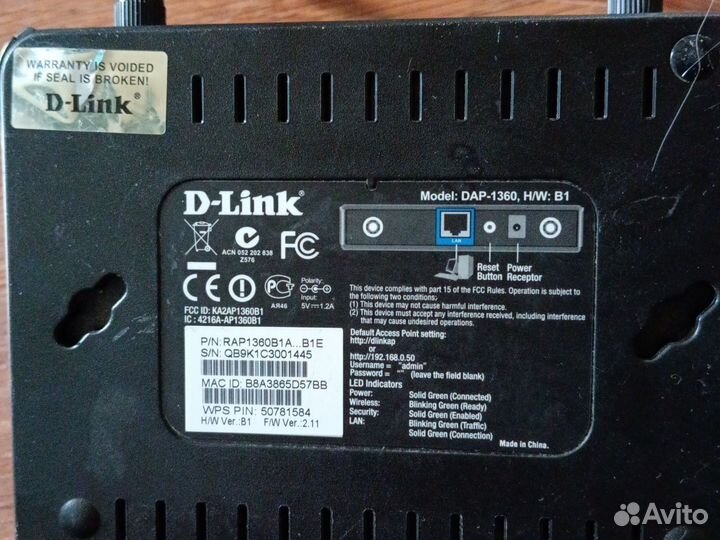 WARRANTY IS VOIDED
IF SEAL IS BROKEN!
D-Link
D-Link
Model: DAP-1360, H/W: B1
ACN 052 202 838
Z576
FC
LAN
Reset Button
Power Receptor
CE
АЯ46
Polarity:
Input:
5V 1.2A
FCC ID: KA2AP1360B1
IC : 4216A-AP1360B1
This device complies with part 15 of the FCC Rules. Operation is subject to
the following two conditions:
(1) This device may not cause harmful interference.
(2) This device must accept any interference received, including interference
that may cause undesired operations.
P/N: RAP1360B1A...B1E
S/N: QB9K1C3001445
MAC ID: B8A3865D57BB
WPS PIN: 50781584
H/W Ver.:B1 F/W Ver.:2.11
Default Access Point setting:
http://dlinkap
or
http://192.168.0.50
Username = "admin"
Password = "" (leave the field blank)
LED Indicators
Power: Solid Green (Connected)
Wireless: Blinking Green (Ready)
Security: Solid Green (Enabled)
LAN: Blinking Green (Traffic)
Solid Green (Connection)
Made in China.
Avito